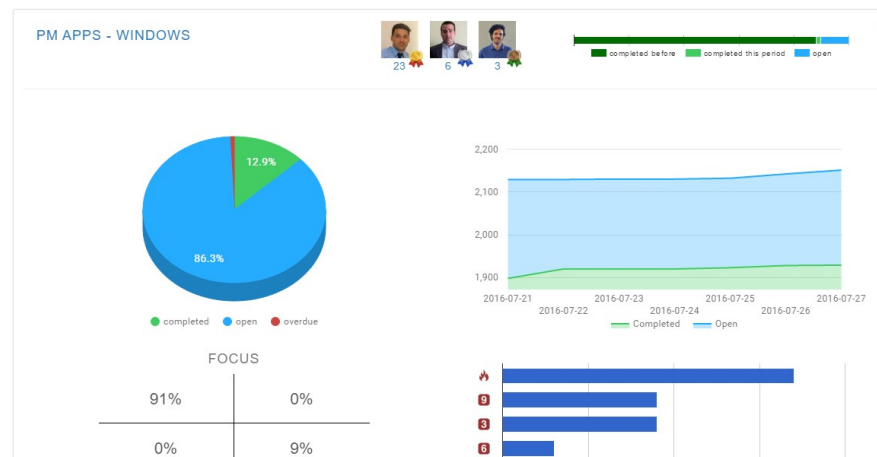 PM APPS - WINDOWS
23 6 3
completed before completed this period open
12.9%
86.3%
completed open overdue
2,200
2,100
2,000
1,900
2016-07-21 2016-07-23 2016-07-25 2016-07-27
2016-07-22 2016-07-24 2016-07-26
Completed Open
FOCUS
91% 0%
0% 9%
9
3
6